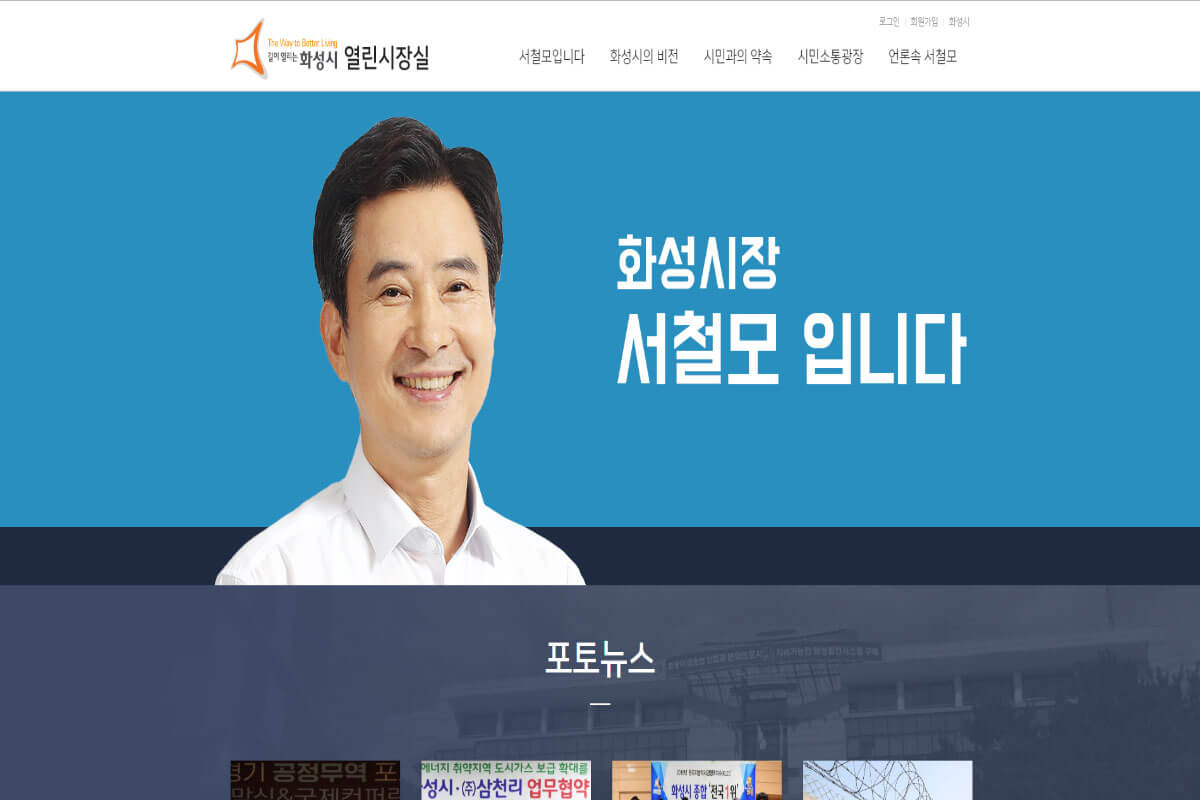 로그인 회원가입 화성시
The Way to Better Living
길이 열리는 화성시 열린시장실
서철모입니다 화성시의 비전 시민과의 약속 시민소통광장 언론속 서철모
화성시장
서철모 입니다
포토뉴스
경기 공정무역 포
에너지 취약지역 도시가스 보급 확대를
성시·(주)삼천리 업무협약
화성시 종합 '전국1위'